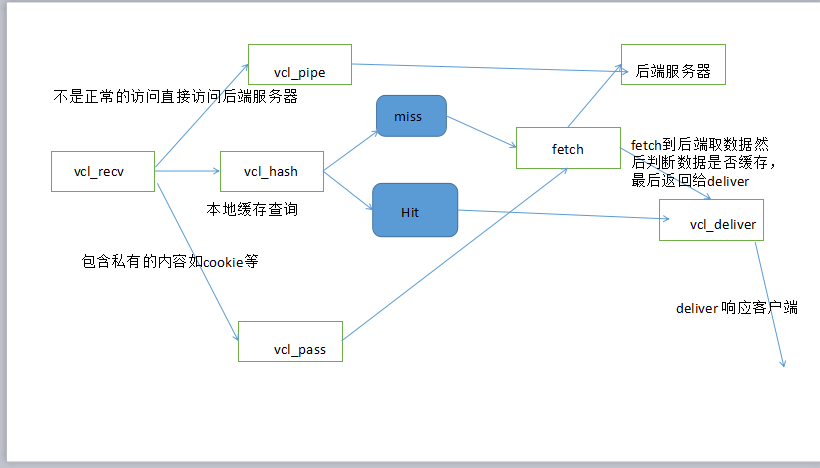 vcl_pipe
后端服务器
不是正常的访问直接访问后端服务器
miss
fetch
fetch到后端取数据然
后判断数据是否缓存，
最后返回给deliver
vcl_recv
vcl_hash
本地缓存查询
Hit
vcl_deliver
包含私有的内容如cookie等
deliver 响应客户端
vcl_pass